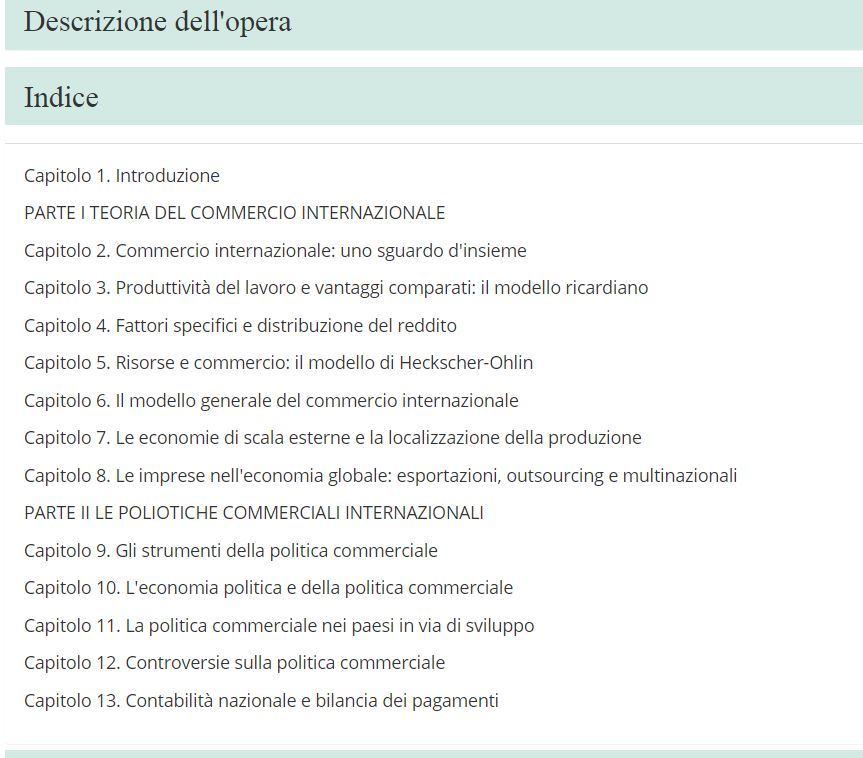 Descrizione dell'opera
Indice
Capitolo 1. Introduzione
PARTE I TEORIA DEL COMMERCIO INTERNAZIONALE
Capitolo 2. Commercio internazionale: uno sguardo d'insieme
Capitolo 3. Produttività del lavoro e vantaggi comparati: il modello ricardiano
Capitolo 4. Fattori specifici e distribuzione del reddito
Capitolo 5. Risorse e commercio: il modello di Heckscher-Ohlin
Capitolo 6. Il modello generale del commercio internazionale
Capitolo 7. Le economie di scala esterne e la localizzazione della produzione
Capitolo 8. Le imprese nell'economia globale: esportazioni, outsourcing e multinazionali
PARTE II LE POLIOTICHE COMMERCIALI INTERNAZIONALI
Capitolo 9. Gli strumenti della politica commerciale
Capitolo 10. L'economia politica e della politica commerciale
Capitolo 11. La politica commerciale nei paesi in via di sviluppo
Capitolo 12. Controversie sulla politica commerciale
Capitolo 13. Contabilità nazionale e bilancia dei pagamenti